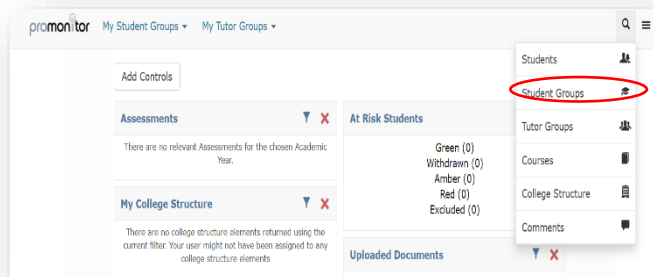 promonitor My Student Groups My Tutor Groups
Add Controls
Assessments
There are no relevant Assessments for the chosen Academic
Year.
My College Structure
There are no college structure elements returned using the
current filter. Your user might not have been assigned to any
college structure elements
At Risk Students
Green (0)
Withdrawn (0)
Amber (0)
Red (0)
Excluded (0)
Uploaded Documents
Students
Student Groups
Tutor Groups
Courses
College Structure
Comments